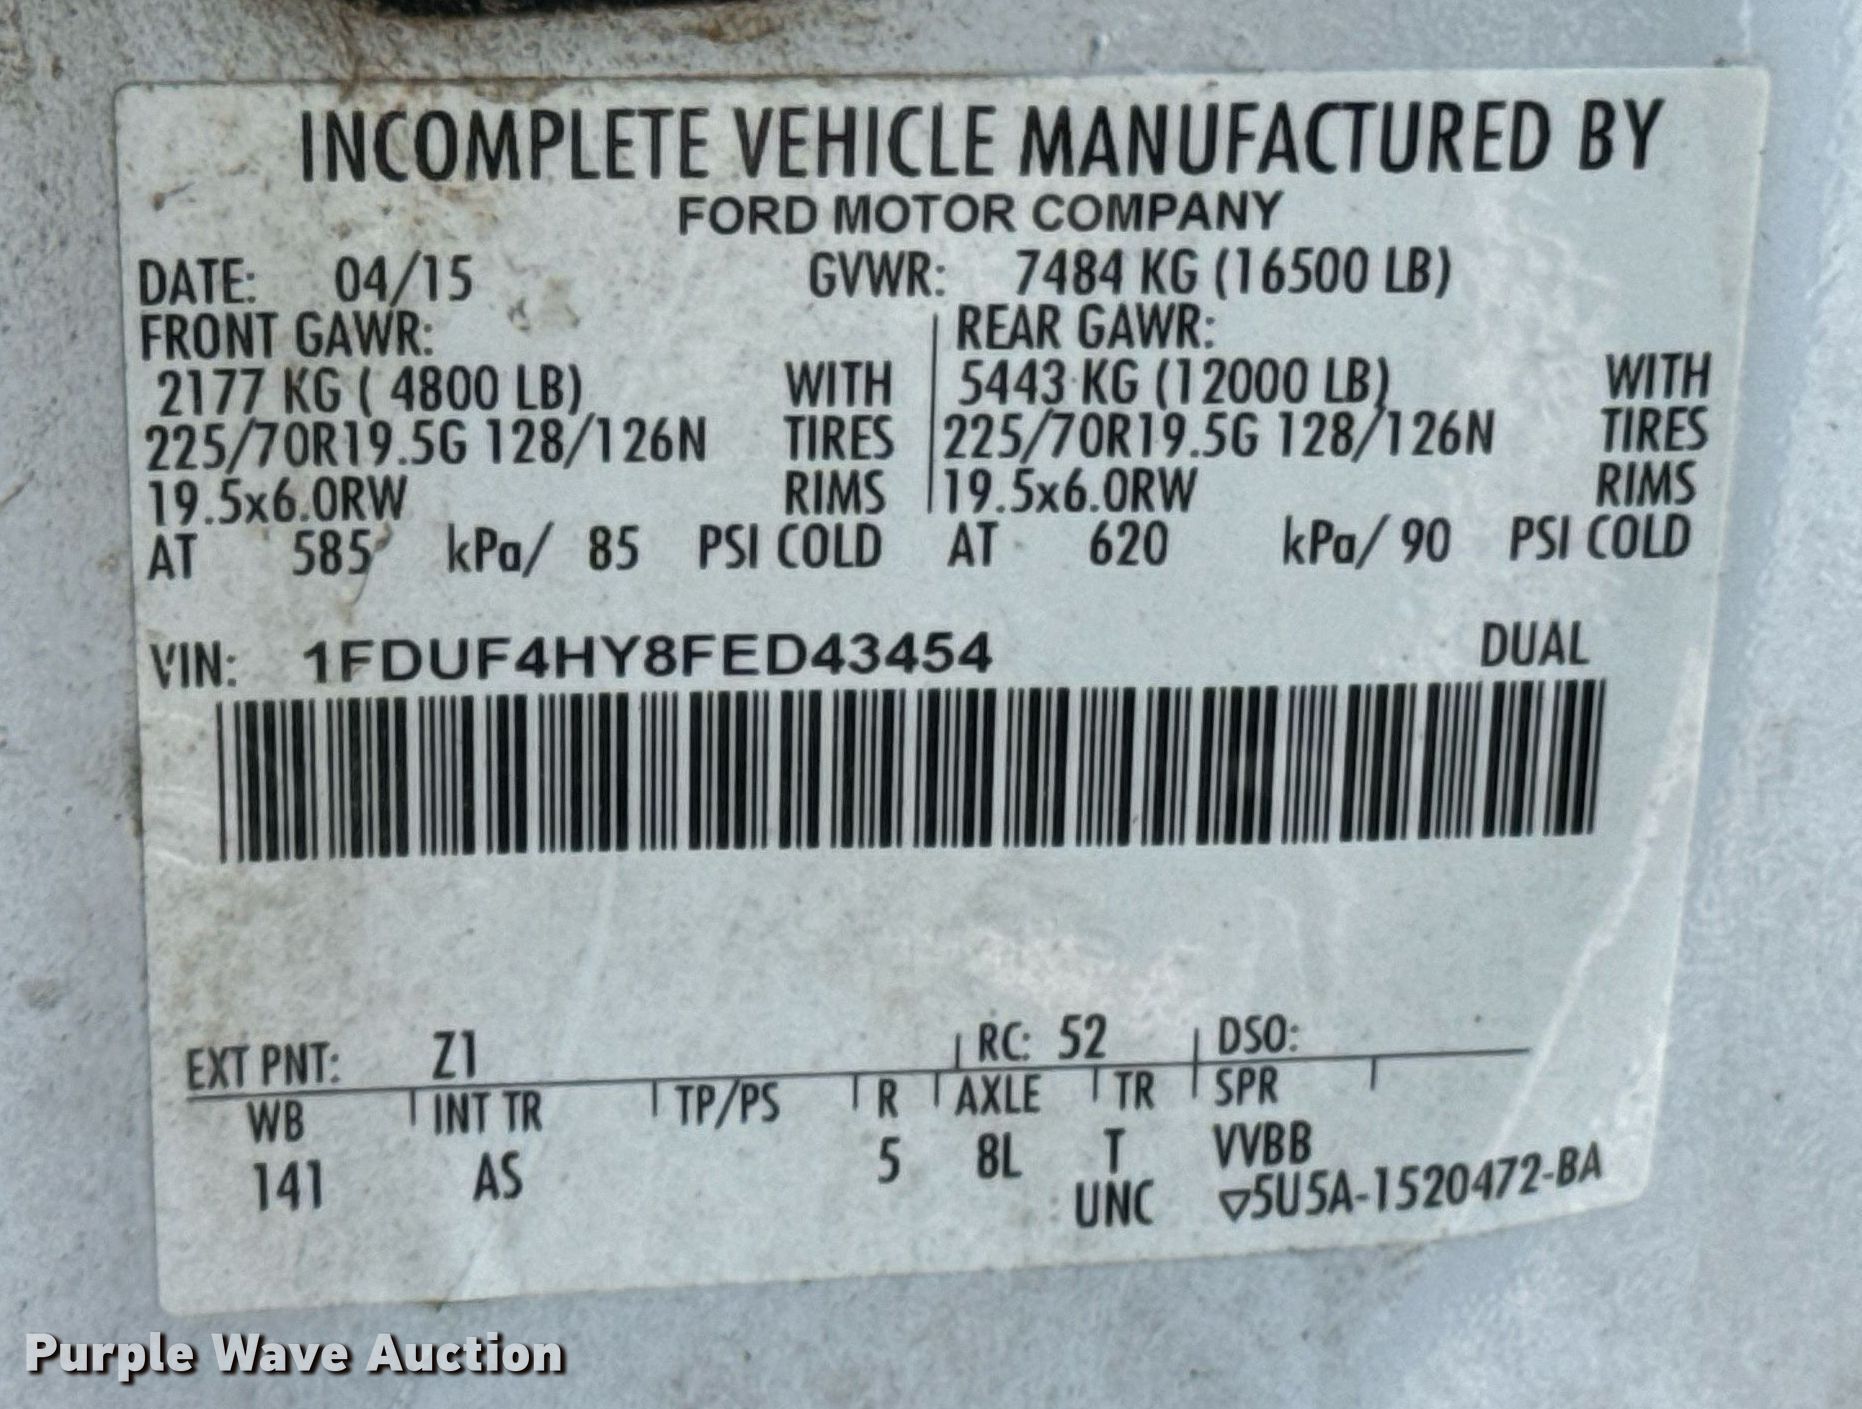 INCOMPLETE VEHICLE MANUFACTURED BY
FORD MOTOR COMPANY
DATE: 04/15 GVWR: 7484 KG (16500 LB)
FRONT GAWR: REAR GAWR:
2177 KG ( 4800 LB) WITH 5443 KG (12000 LB) WITH
225/70R19.5G 128/126N TIRES 225/70R19.5G 128/126N TIRES
19.5x6.0RW RIMS 19.5x6.0RW RIMS
AT 585 kPa/ 85 PSI COLD AT 620 kPa/ 90 PSI COLD
VIN: 1FDUF4HY8FED43454 DUAL
EXT PNT: Z1 RC: 52 DSO:
WB INT TR TP/PS R AXLE TR SPR
141 AS 5 8L T VVBB
UNC ▽5U5A-1520472-BA
Purple Wave Auction